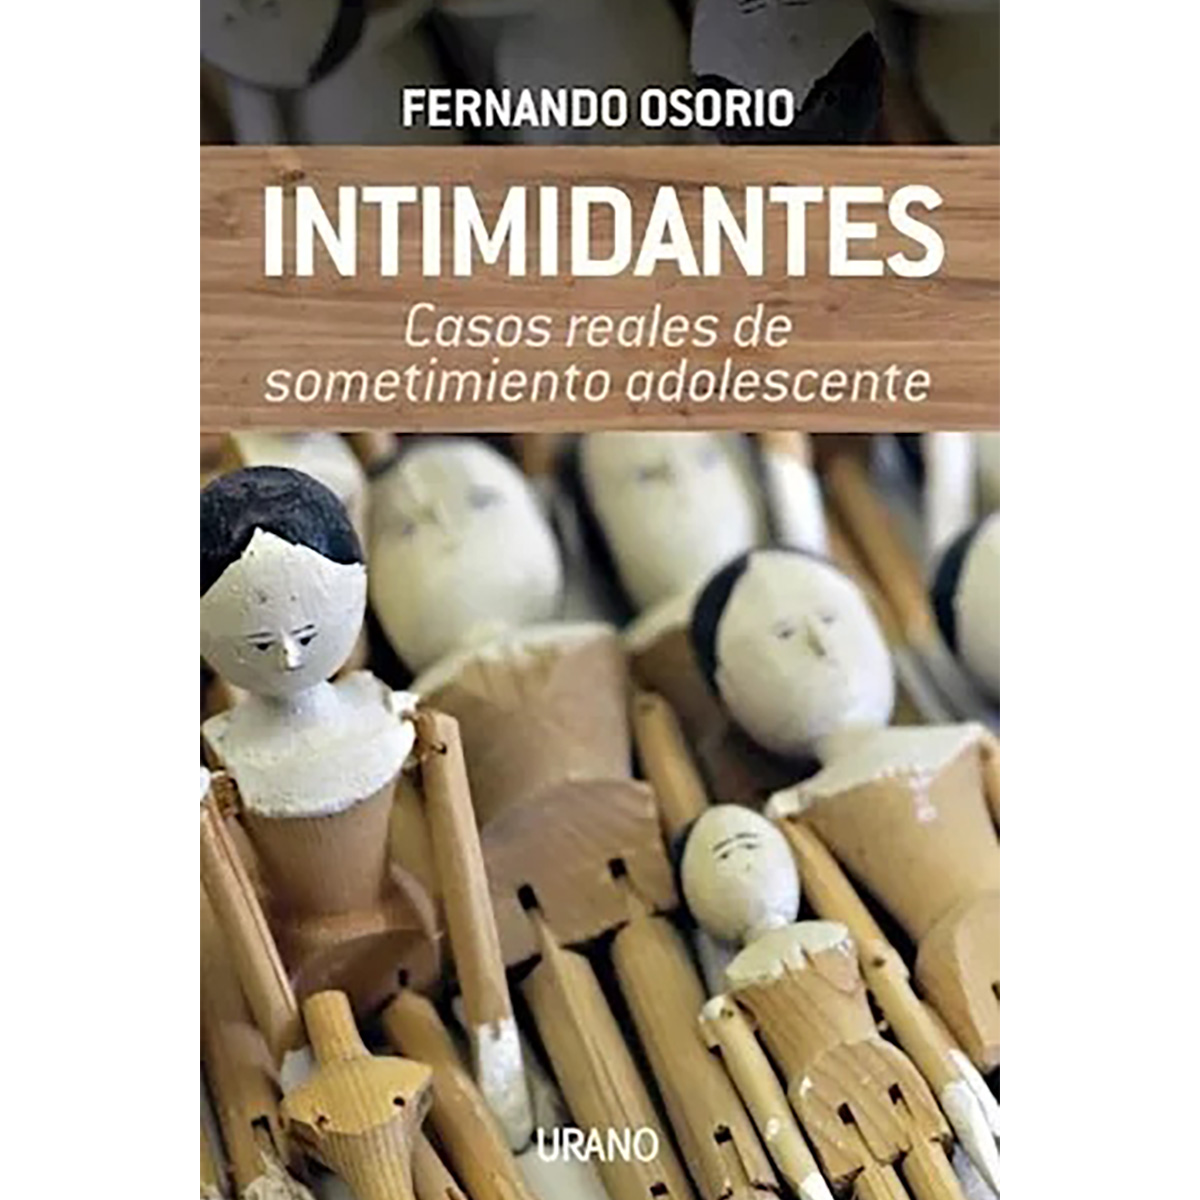 FERNANDO OSORIO
INTIMIDANTES
Casos reales de
sometimiento adolescente
URANO